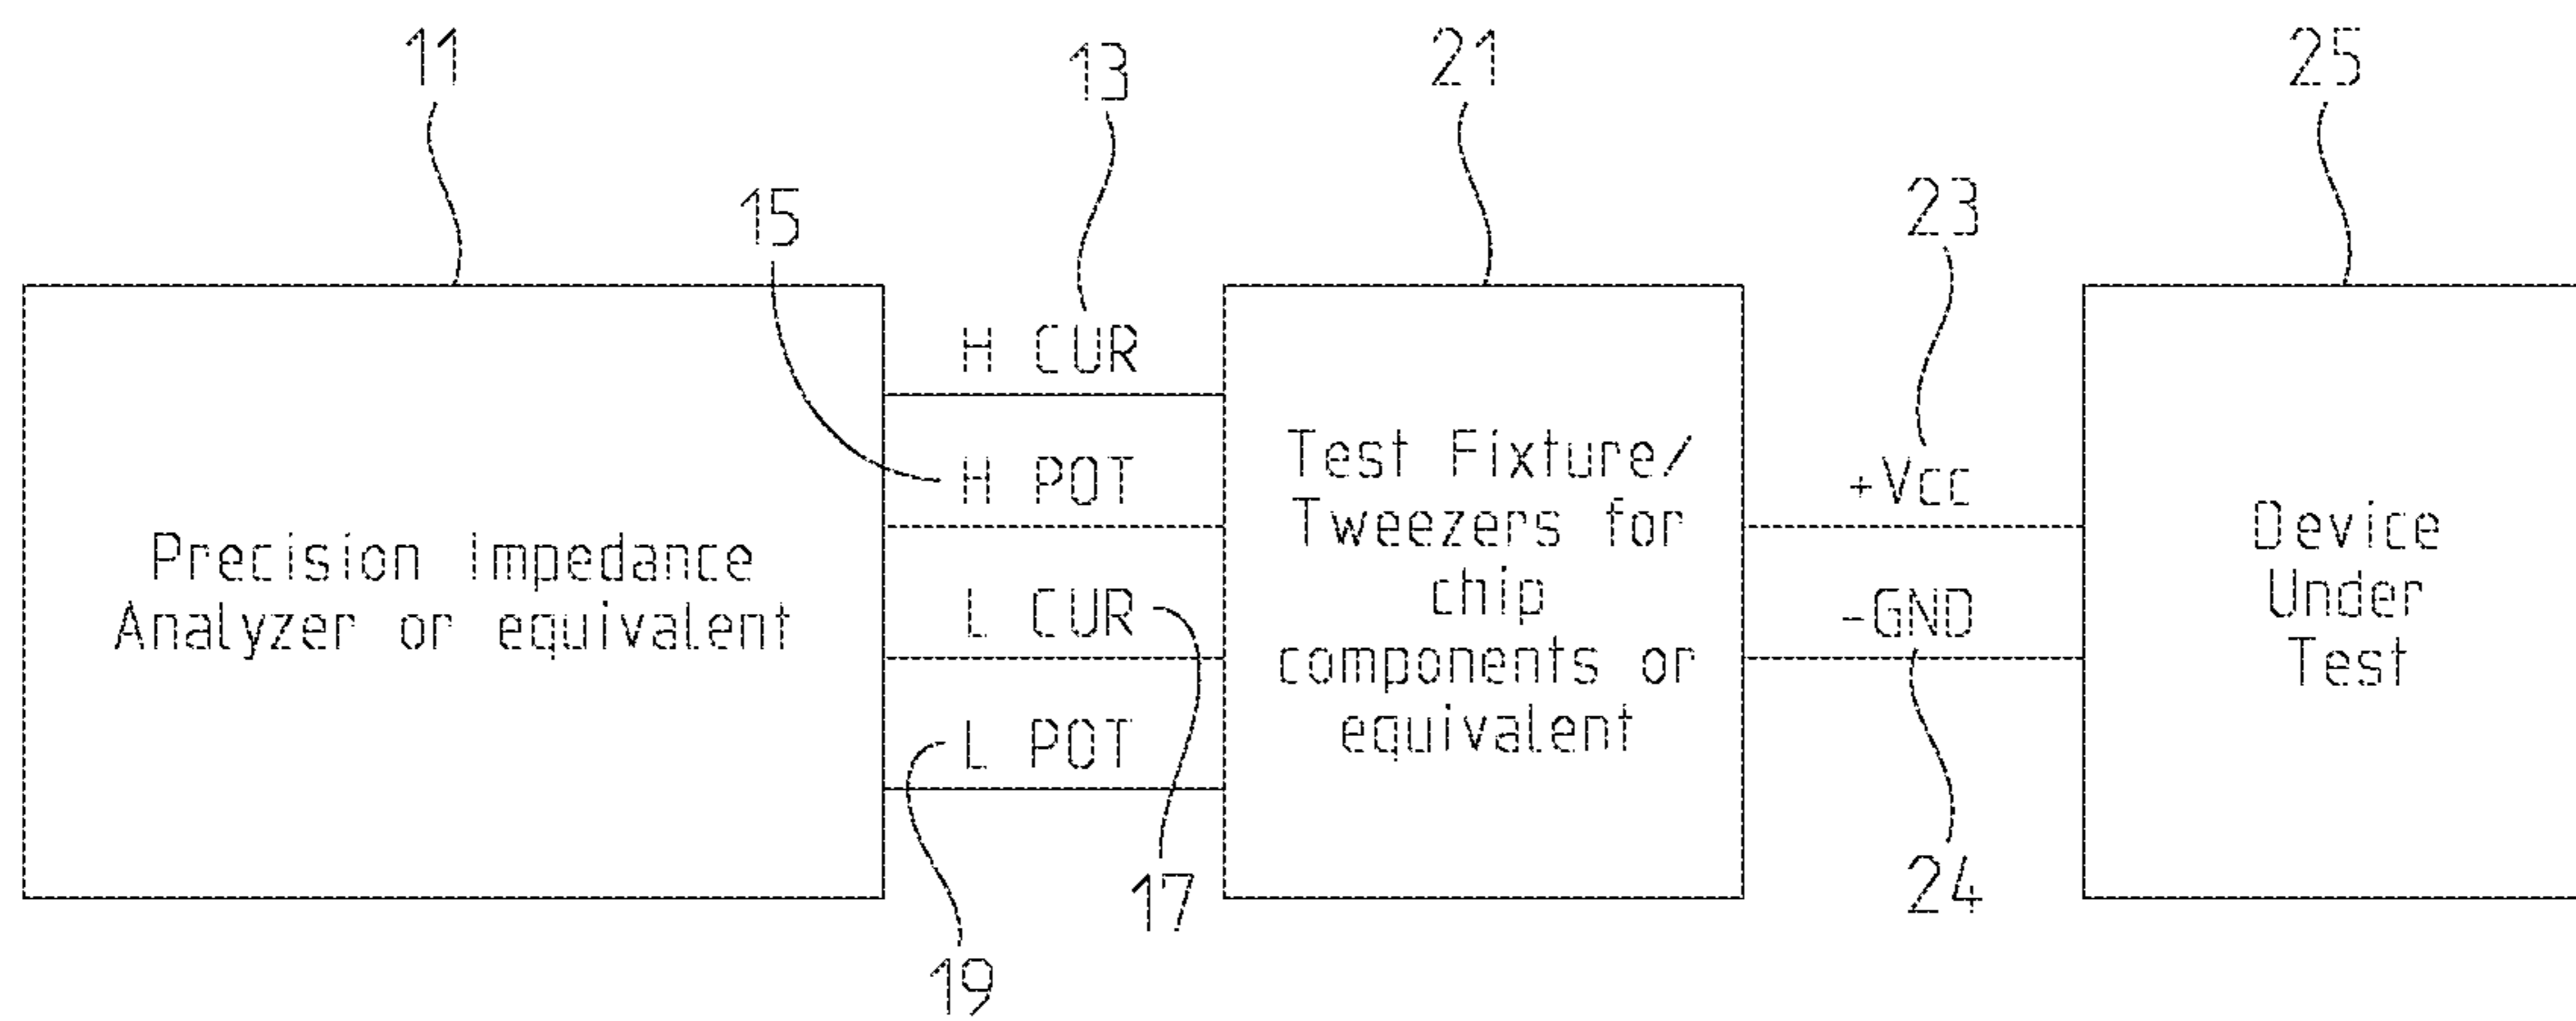 11
13
21
25
15
23
H CUR
H POT
L CUR
L POT
Precision Impedance
Analyzer or equivalent
Test Fixture/
Tweezers for
chip
components or
equivalent
+Vcc
-GND
Device
Under
Test
17
24
19